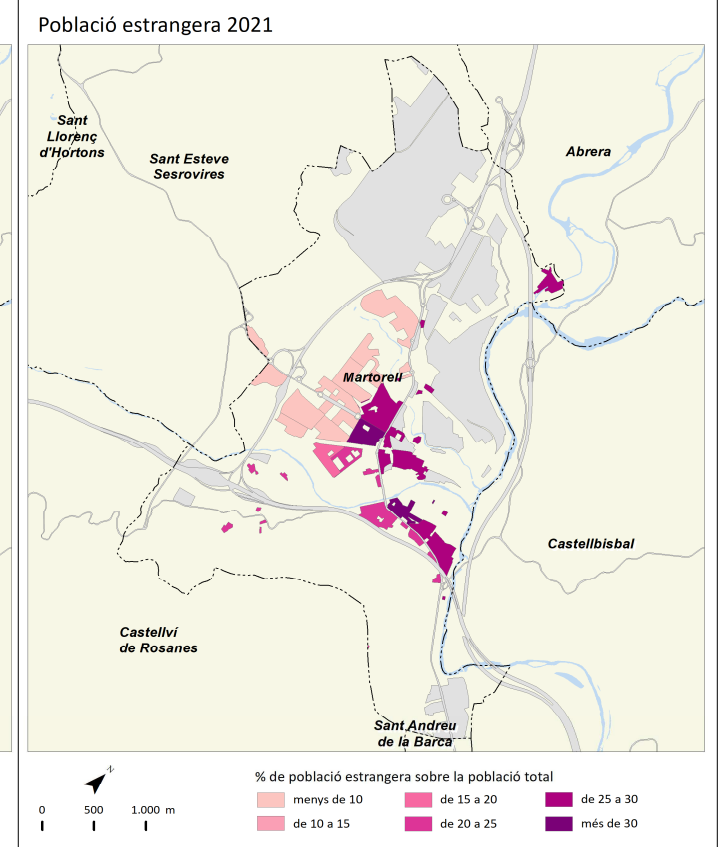 Població estrangera 2021
Sant
Llorenç
d'Hortons
Sant Esteve
Sesrovires
Abrera
Martorell
Castellbisbal
Castellví
de Rosanes
Sant Andreu
de la Barca
N
0 500 1.000 m
% de població estrangera sobre la població total
menys de 10
de 15 a 20
de 25 a 30
de 10 a 15
de 20 a 25
més de 30